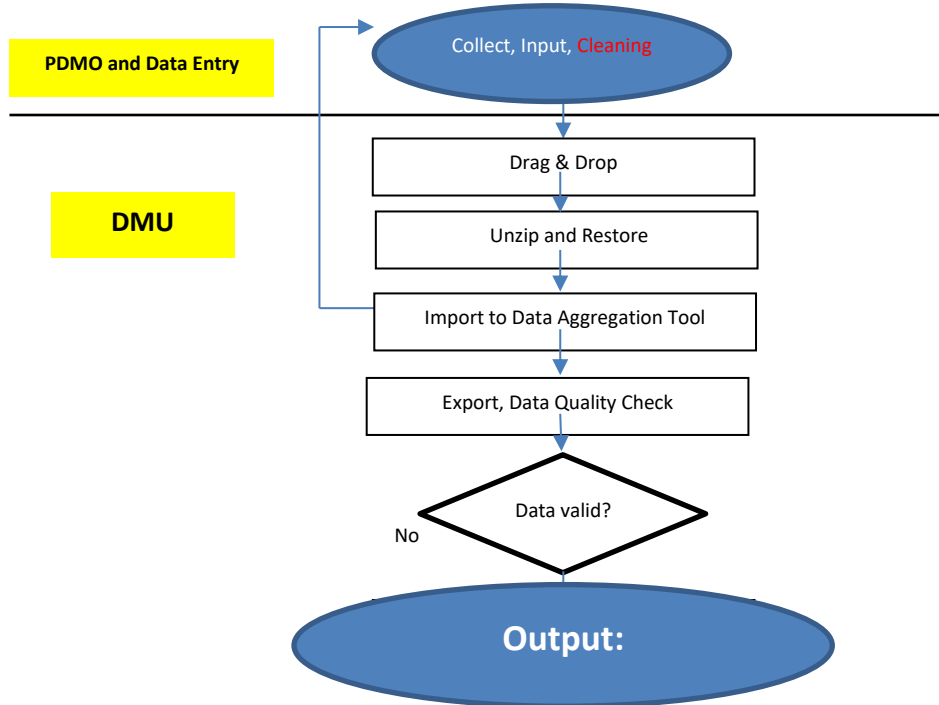 Collect, Input, Cleaning
PDMO and Data Entry
Drag & Drop
DMU
Unzip and Restore
Import to Data Aggregation Tool
Export, Data Quality Check
Data valid?
No
Output: